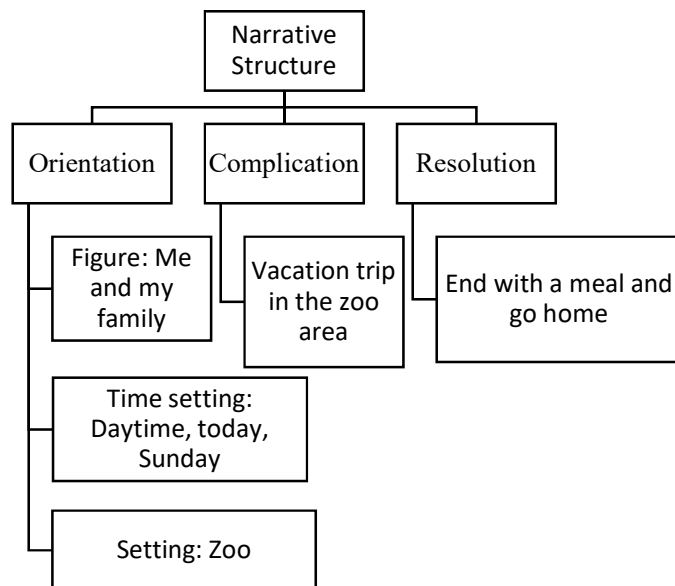 Narrative
Structure
Orientation
Complication
Resolution
Figure: Me
and my
family
Vacation trip
in the zoo
area
End with a meal and
go home
Time setting:
Daytime, today,
Sunday
Setting: Zoo